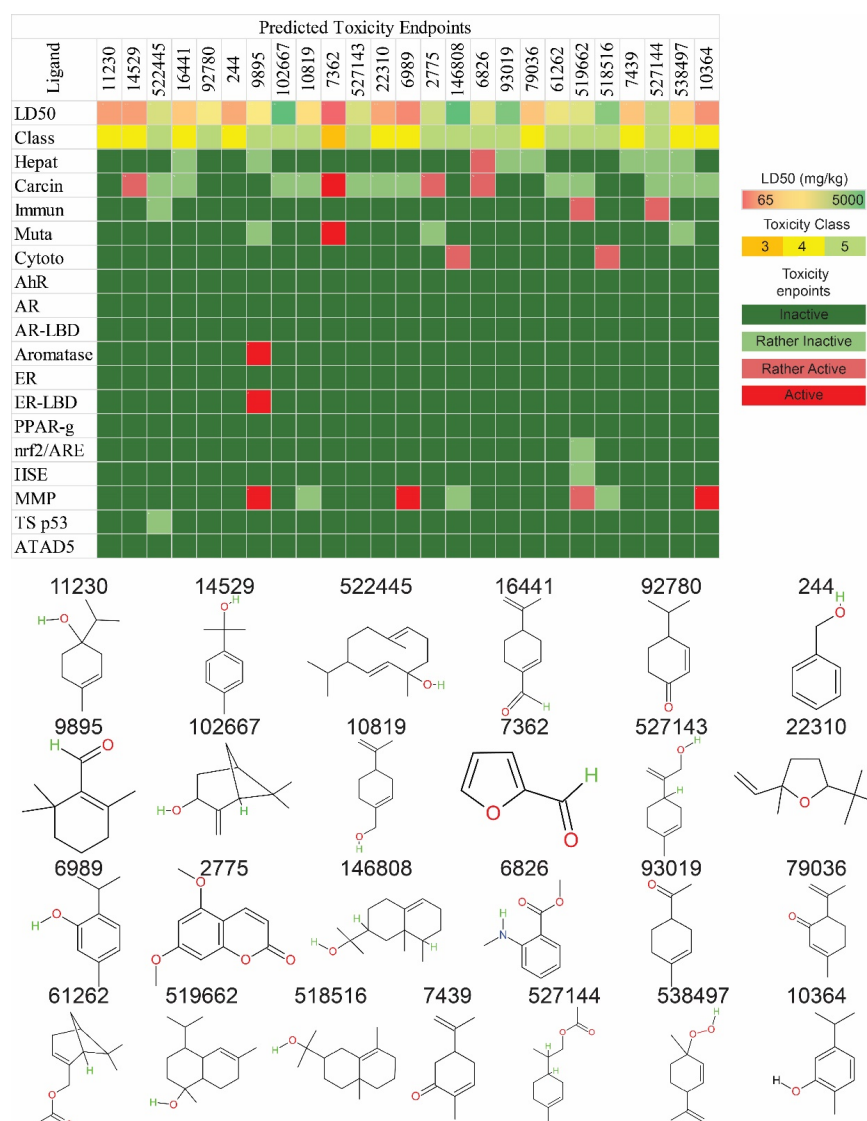 Predicted Toxicity Endpoints
Ligand 11230 14529 522445 16441 92780 244 9895 102667 10819 7362 527143 22310 6989 2775 146808 6826 93019 79036 61262 519662 518516 7439 527144 538497 10364
LD50
Class
Hepat
Carcin
Immun
Muta
Cytoto
AhR
AR
AR-LBD
Aromatase
ER
ER-LBD
PPAR-g
nrf2/ARE
HSE
MMP
TS p53
ATAD5
LD50 (mg/kg)
65 5000
Toxicity Class
3 4 5
Toxicity
enpoints
Inactive
Rather Inactive
Rather Active
Active
11230 14529 522445 16441 92780 244
H O
O H
O H
O H
O
O H
9895 102667 10819 7362 527143 22310
H O
H O H
O H
O H O
O H
O
6989 2775 146808 6826 93019 79036
H O
O O O O
H O H H
H N O O
O
O
61262 519662 518516 7439 527144 538497 10364
H O O
O H
H O
O
H H O O
O O H
H O